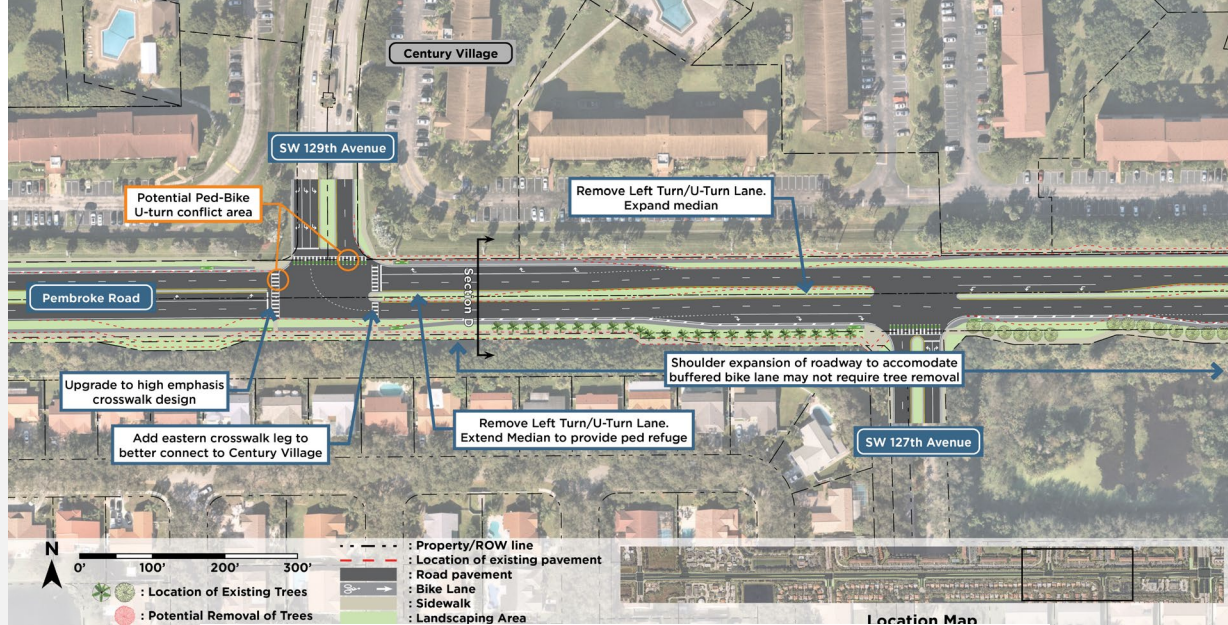 Century Village
SW 129th Avenue
Potential Ped-Bike
U-turn conflict area
Remove Left Turn/U-Turn Lane.
Expand median
Pembroke Road
Section D
Upgrade to high emphasis
crosswalk design
Add eastern crosswalk leg to
better connect to Century Village
Remove Left Turn/U-Turn Lane.
Extend Median to provide ped refuge
Shoulder expansion of roadway to accomodate
buffered bike lane may not require tree removal
SW 127th Avenue
N
0' 100' 200' 300'
: Location of Existing Trees
: Potential Removal of Trees
: Property/ROW line
: Location of existing pavement
: Road pavement
: Bike Lane
: Sidewalk
: Landscaping Area
Location Map